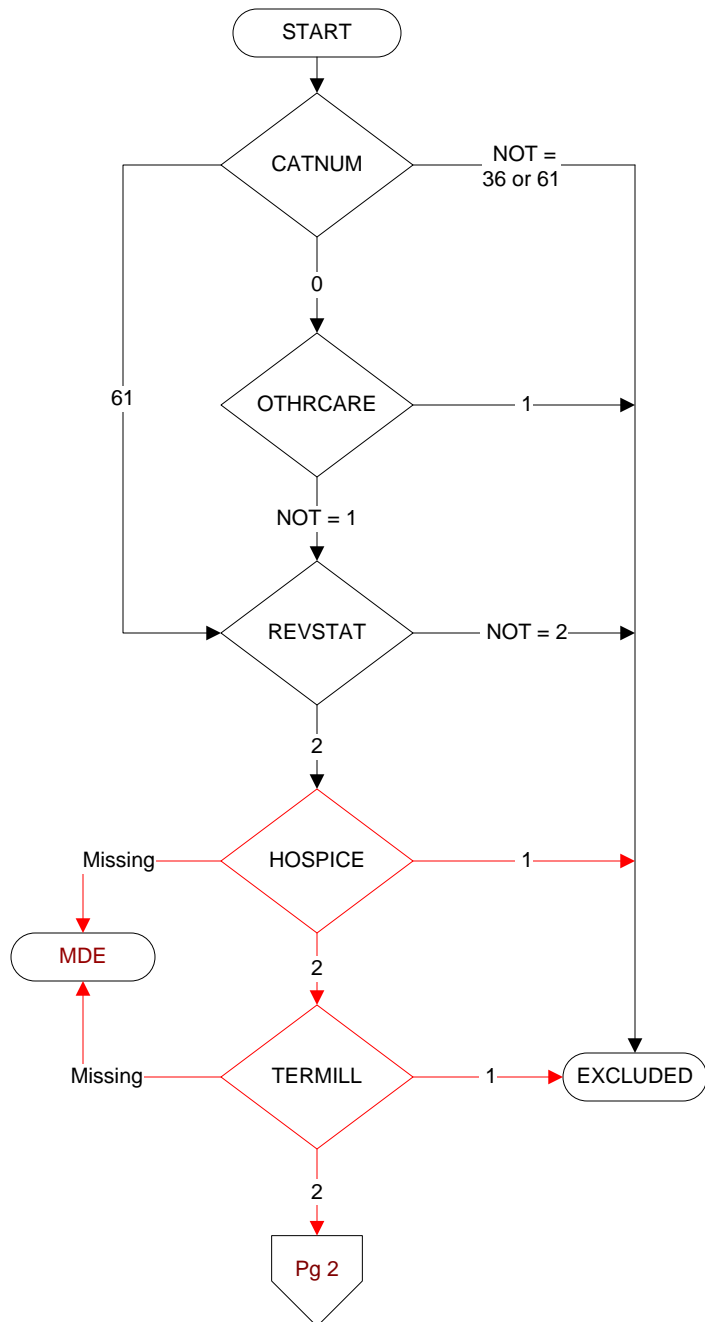 START
CATNUM
NOT =
36 or 61
0
61
OTHRCARE
1
NOT = 1
REVSTAT
NOT = 2
2
Missing
HOSPICE
1
MDE
2
Missing
TERMILL
1
EXCLUDED
2
Pg 2